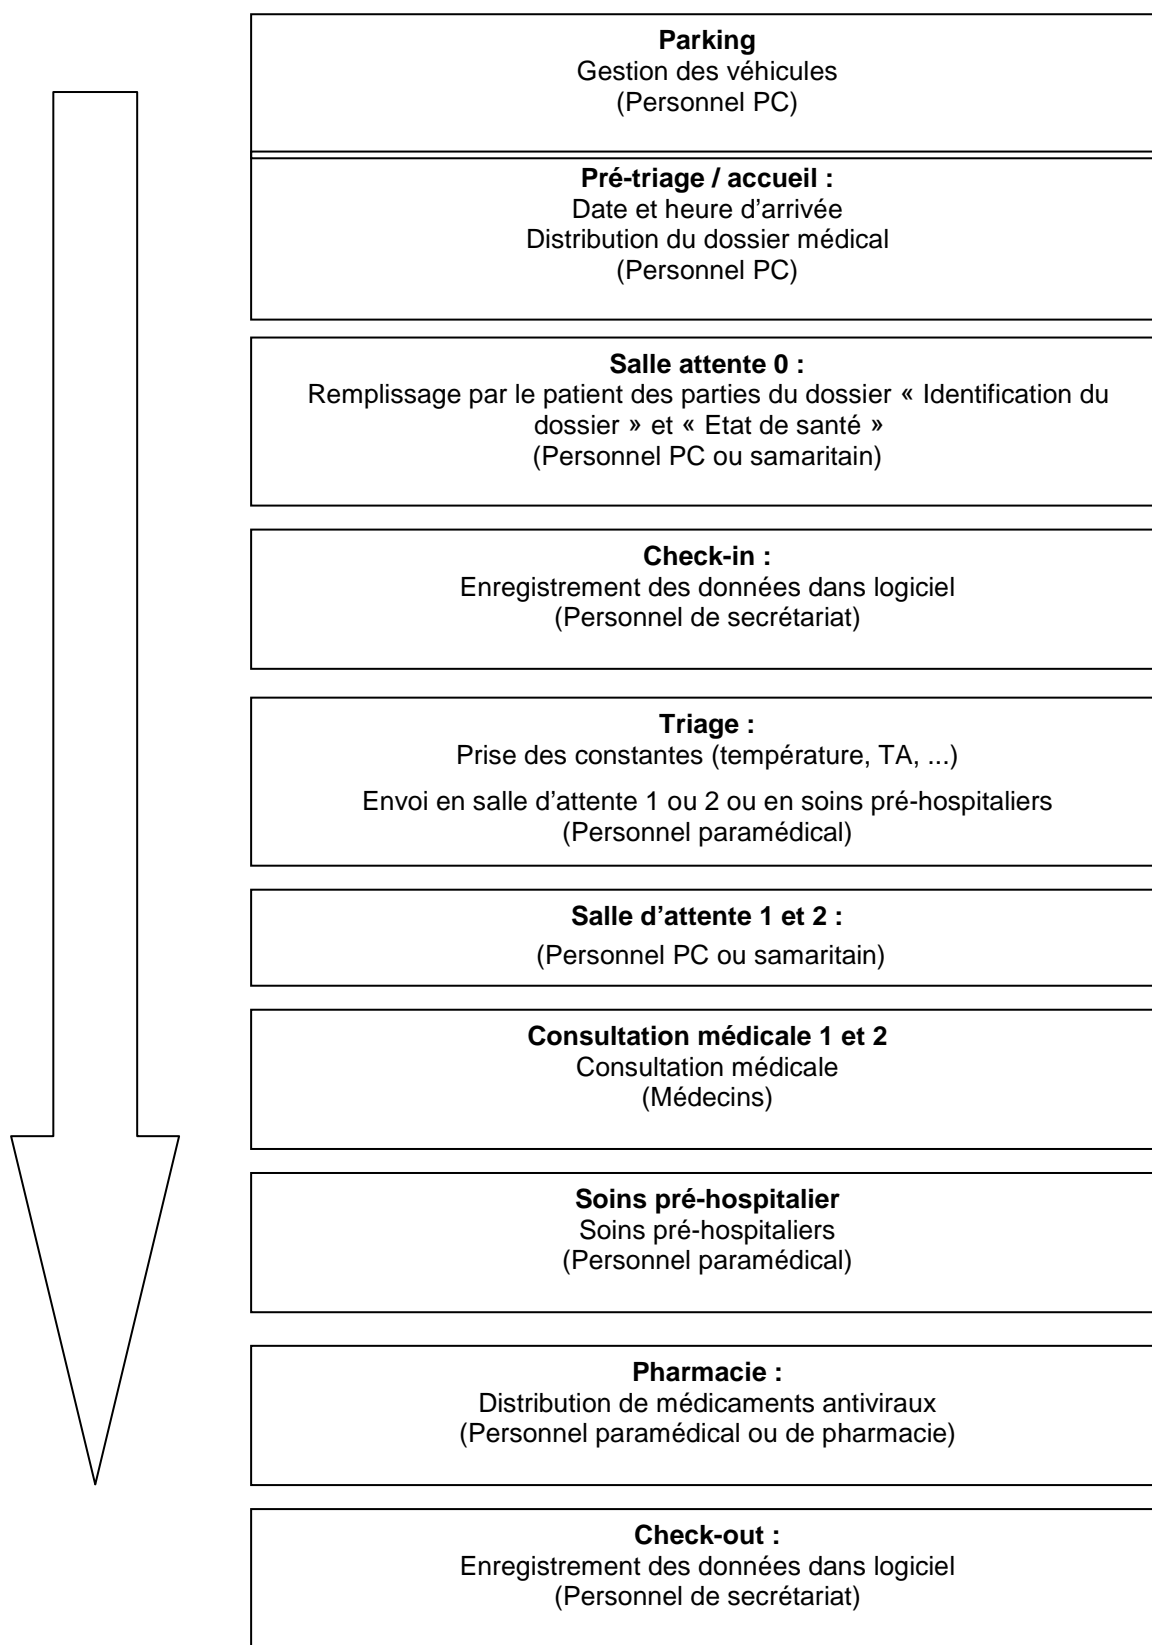 Parking
Gestion des véhicules
(Personnel PC)
Pré-triage / accueil :
Date et heure d’arrivée
Distribution du dossier médical
(Personnel PC)
Salle attente 0 :
Remplissage par le patient des parties du dossier « Identification du
dossier » et « Etat de santé »
(Personnel PC ou samaritain)
Check-in :
Enregistrement des données dans logiciel
(Personnel de secrétariat)
Triage :
Prise des constantes (température, TA, ...)
Envoi en salle d’attente 1 ou 2 ou en soins pré-hospitaliers
(Personnel paramédical)
Salle d’attente 1 et 2 :
(Personnel PC ou samaritain)
Consultation médicale 1 et 2
Consultation médicale
(Médecins)
Soins pré-hospitalier
Soins pré-hospitaliers
(Personnel paramédical)
Pharmacie :
Distribution de médicaments antiviraux
(Personnel paramédical ou de pharmacie)
Check-out :
Enregistrement des données dans logiciel
(Personnel de secrétariat)